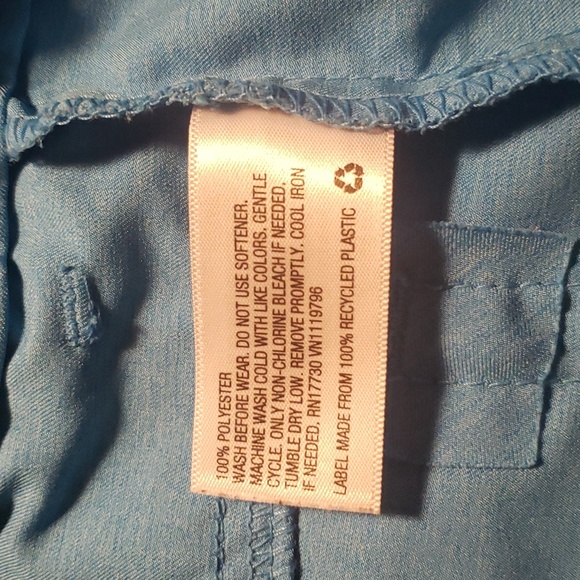 100% POLYESTER
WASH BEFORE WEAR. DO NOT USE SOFTENER.
MACHINE WASH COLD WITH LIKE COLORS. GENTLE
CYCLE. ONLY NON-CHLORINE BLEACH IF NEEDED.
TUMBLE DRY LOW. REMOVE PROMPTLY. COOL IRON
IF NEEDED. RN17730 VN1119796
LABEL MADE FROM 100% RECYCLED PLASTIC